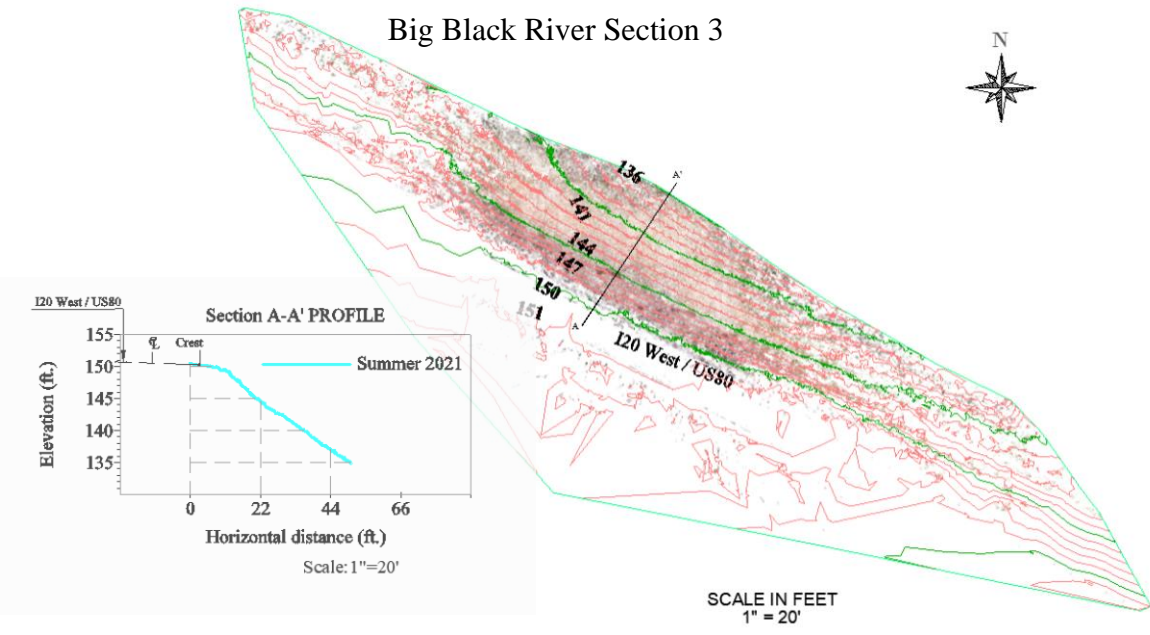 Big Black River Section 3
N
136
A'
141
144
147
150
151
A
I20 West / US80
I20 West / US80
Section A-A' PROFILE
155
℄ Crest
150
Summer 2021
145
140
135
Elevation (ft.)
0 22 44 66
Horizontal distance (ft.)
Scale:1"=20'
SCALE IN FEET
1" = 20'